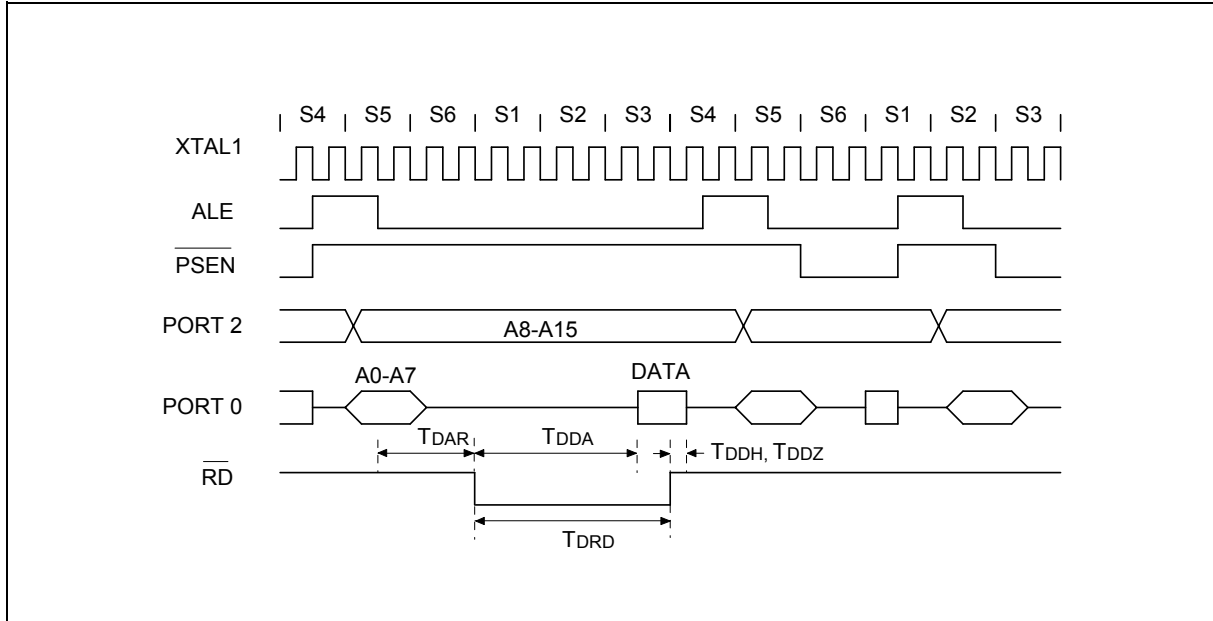 S4 S5 S6 S1 S2 S3 S4 S5 S6 S1 S2 S3
XTAL1
ALE
PSEN
PORT 2
A8-A15
A0-A7
DATA
PORT 0
TDAR
TDDA
TDDH, TDDZ
RD
TDRD